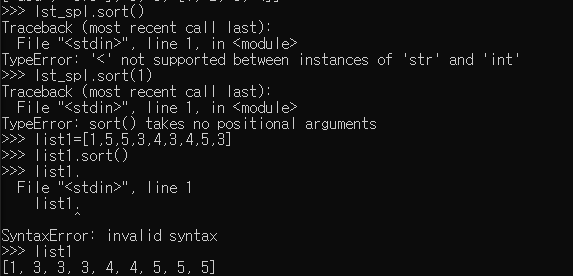 >>> lst_spl.sort()
Traceback (most recent call last):
  File "<stdin>", line 1, in <module>
TypeError: '<' not supported between instances of 'str' and 'int'
>>> lst_spl.sort(1)
Traceback (most recent call last):
  File "<stdin>", line 1, in <module>
TypeError: sort() takes no positional arguments
>>> list1=[1,5,5,3,4,3,4,5,3]
>>> list1.sort()
>>> list1.
  File "<stdin>", line 1
    list1.
         ^
SyntaxError: invalid syntax
>>> list1
[1, 3, 3, 3, 4, 4, 5, 5, 5]